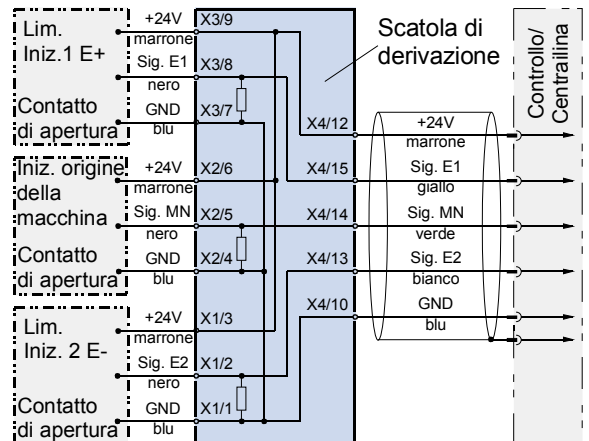 Lim.
Iniz.1 E+
Contatto
di apertura
+24V
marrone
Sig. E1
nero
GND
blu
X3/9
X3/8
X3/7
Iniz. origine
della
macchina
Contatto
di apertura
+24V
marrone
Sig. MN
nero
GND
blu
X2/6
X2/5
X2/4
Lim.
Iniz. 2 E-
Contatto
di apertura
+24V
marrone
Sig. E2
nero
GND
blu
X1/3
X1/2
X1/1
Scatola di
derivazione
X4/12
X4/15
X4/14
X4/13
X4/10
+24V
marrone
Sig. E1
giallo
Sig. MN
verde
Sig. E2
bianco
GND
blu
Controllo/
Centrailina